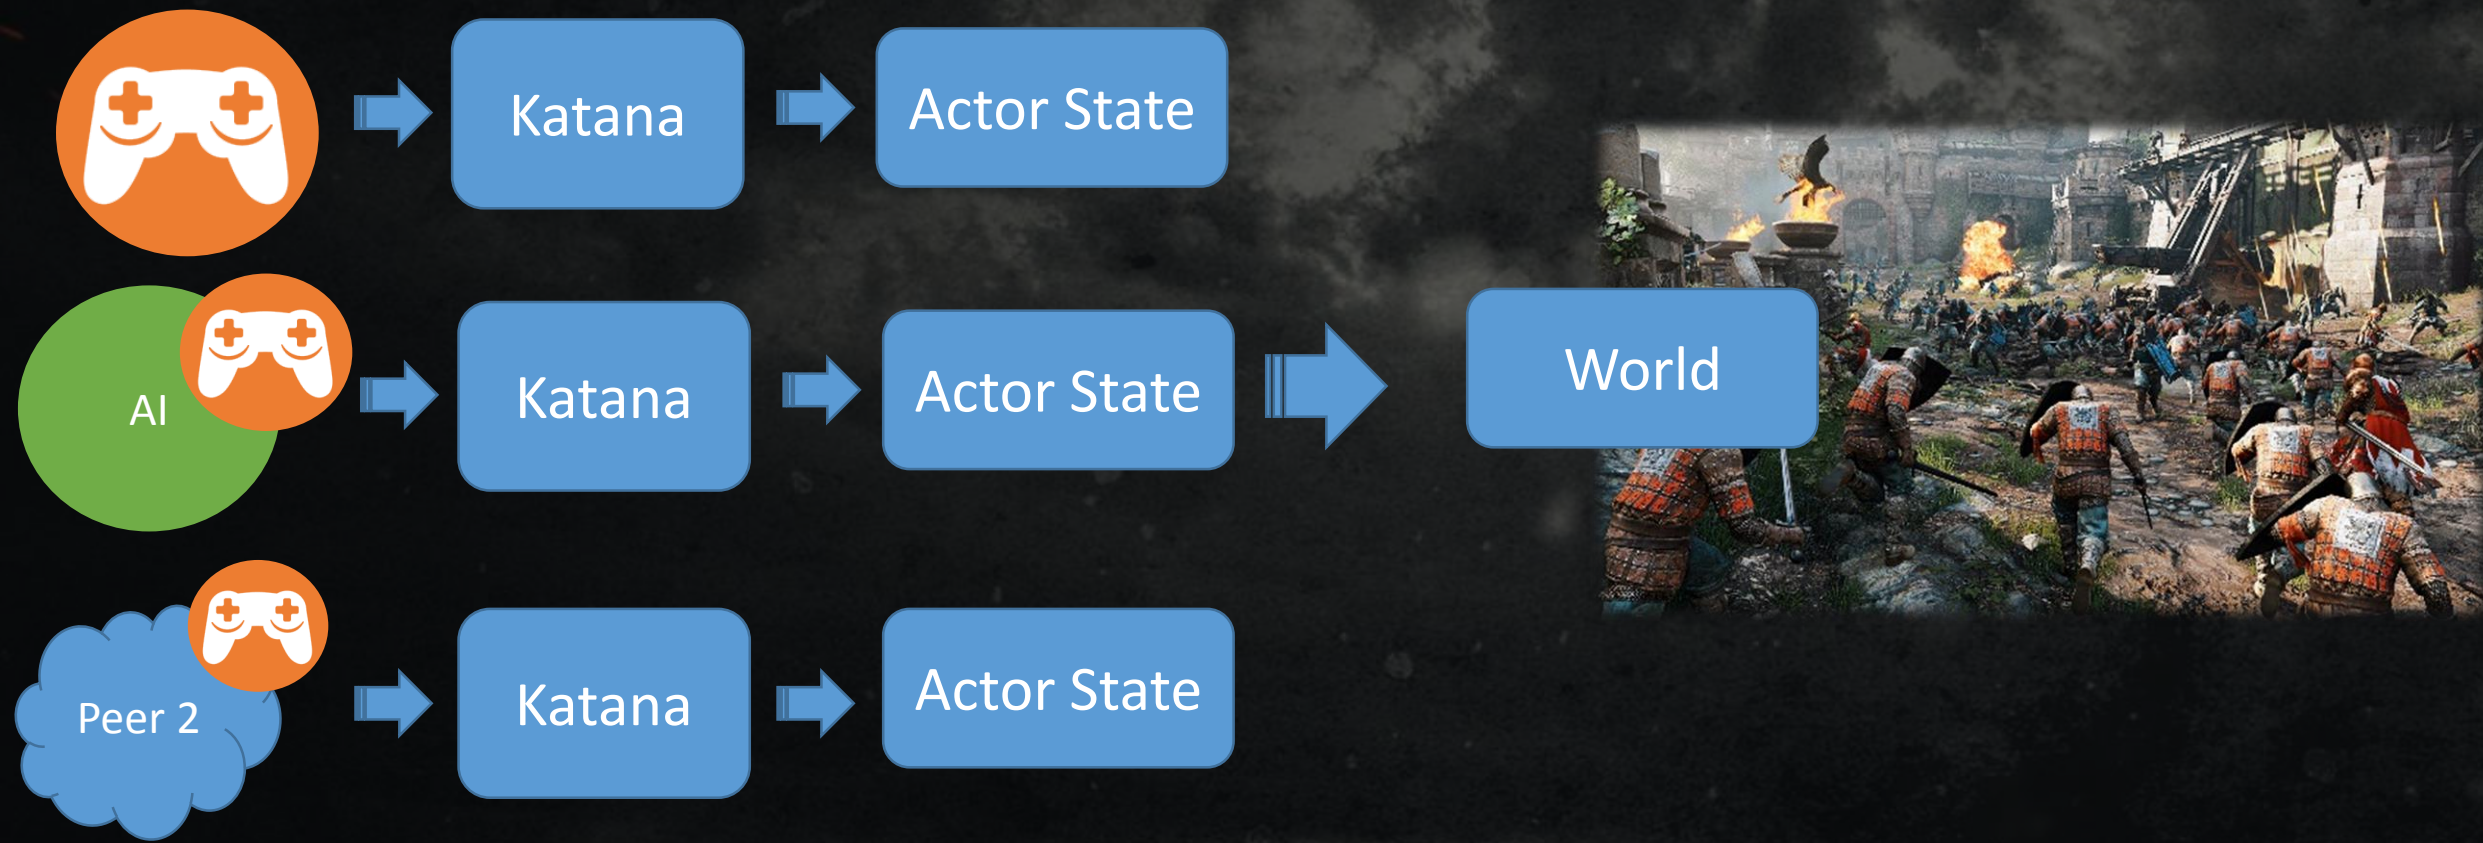 Katana
Actor State
AI
Katana
Actor State
World
Peer 2
Katana
Actor State